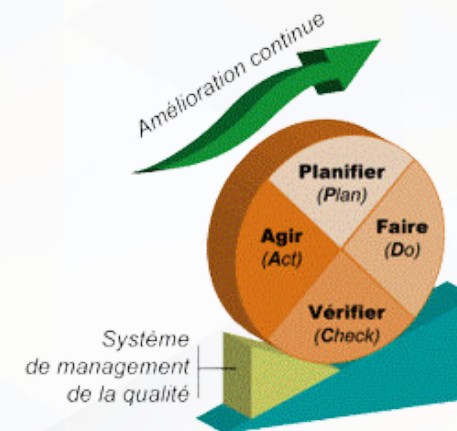 Amélioration continue
Planifier
(Plan)
Faire
(Do)
Vérifier
(Check)
Agir
(Act)
Système
de management
de la qualité